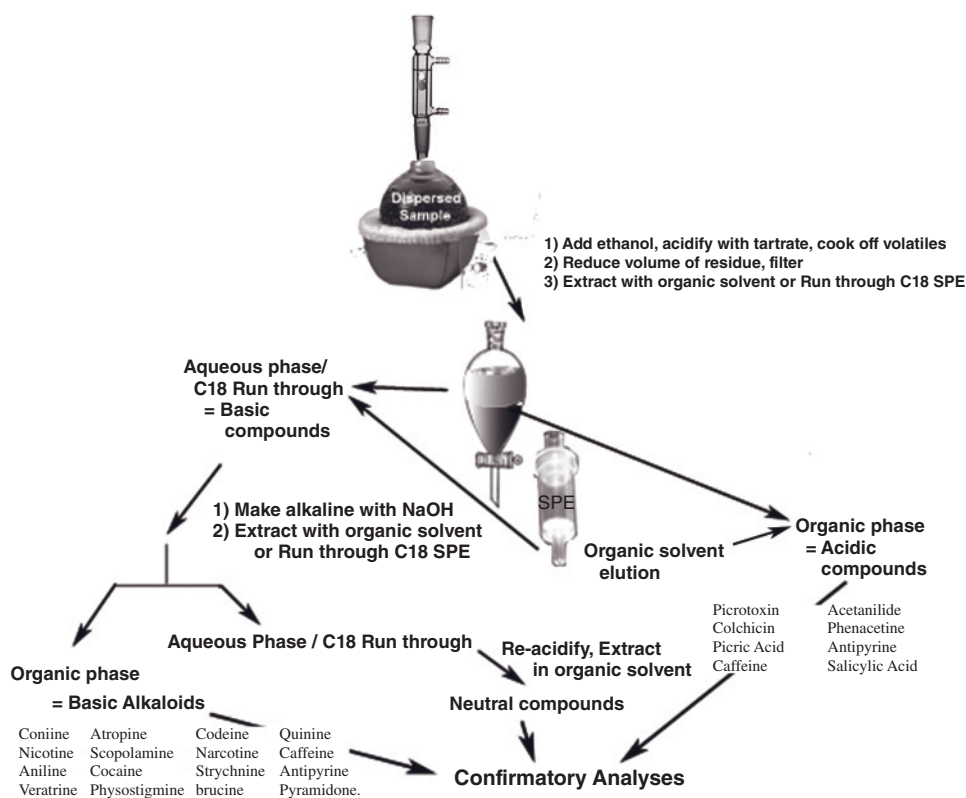 Dispersed
Sample
1) Add ethanol, acidify with tartrate, cook off volatiles
2) Reduce volume of residue, filter
3) Extract with organic solvent or Run through C18 SPE
Aqueous phase/
C18 Run through
= Basic
compounds
SPE
1) Make alkaline with NaOH
2) Extract with organic solvent
or Run through C18 SPE
Organic solvent
elution
Organic phase
= Acidic
compounds
Picrotoxin Acetanilide
Colchicin Phenacetine
Picric Acid Antipyrine
Caffeine Salicylic Acid
Aqueous Phase / C18 Run through
Re-acidify, Extract
in organic solvent
Neutral compounds
Organic phase
= Basic Alkaloids
Coniine Atropine Codeine Quinine
Nicotine Scopolamine Narcotine Caffeine
Aniline Cocaine Strychnine Antipyrine
Veratrine Physostigmine brucine Pyramidone.
Confirmatory Analyses